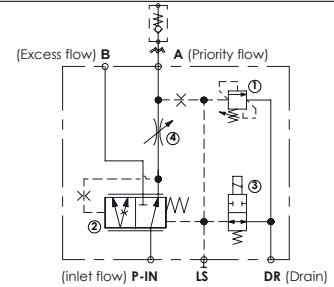 (Excess flow) B A (Priority flow)
①
④
③
②
(inlet flow) P-IN LS DR (Drain)